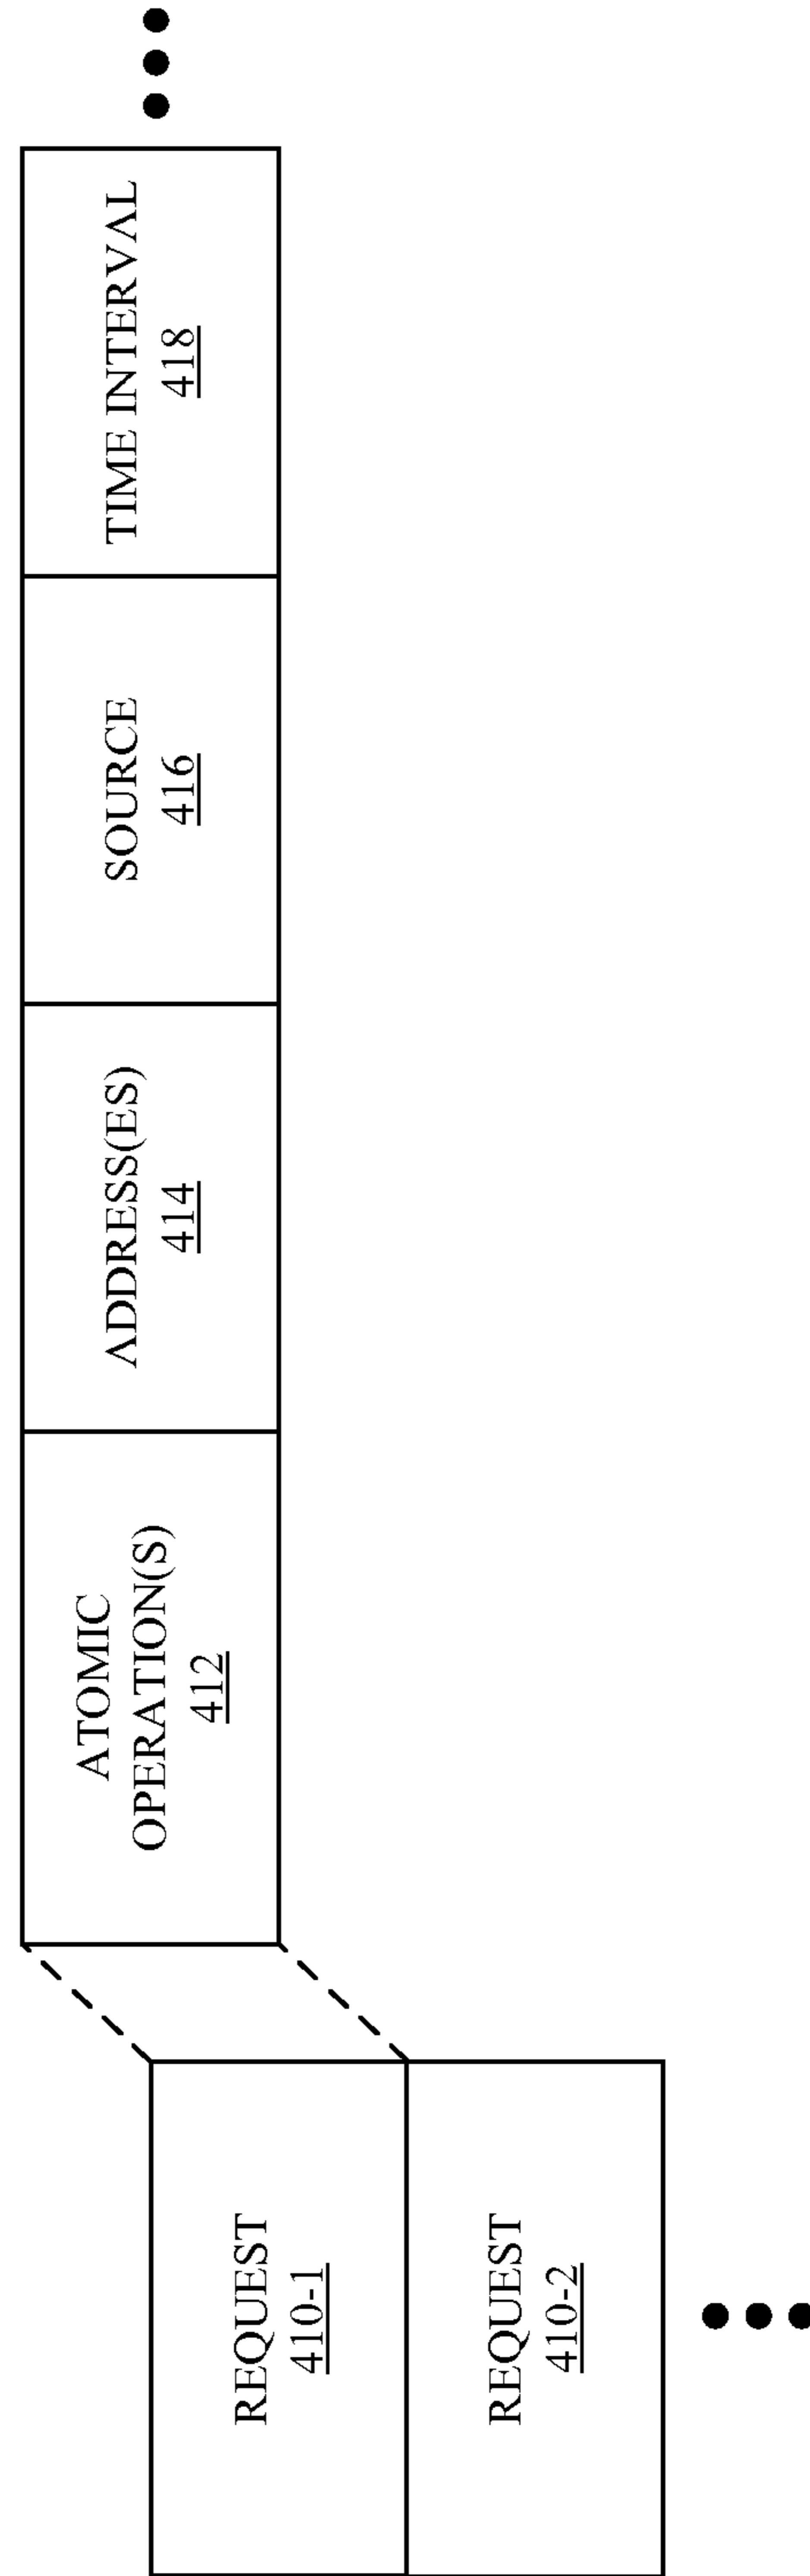 REQUEST
410-1
REQUEST
410-2
ATOMIC
OPERATION(S)
412
ADDRESS(ES)
414
SOURCE
416
TIME INTERVAL
418